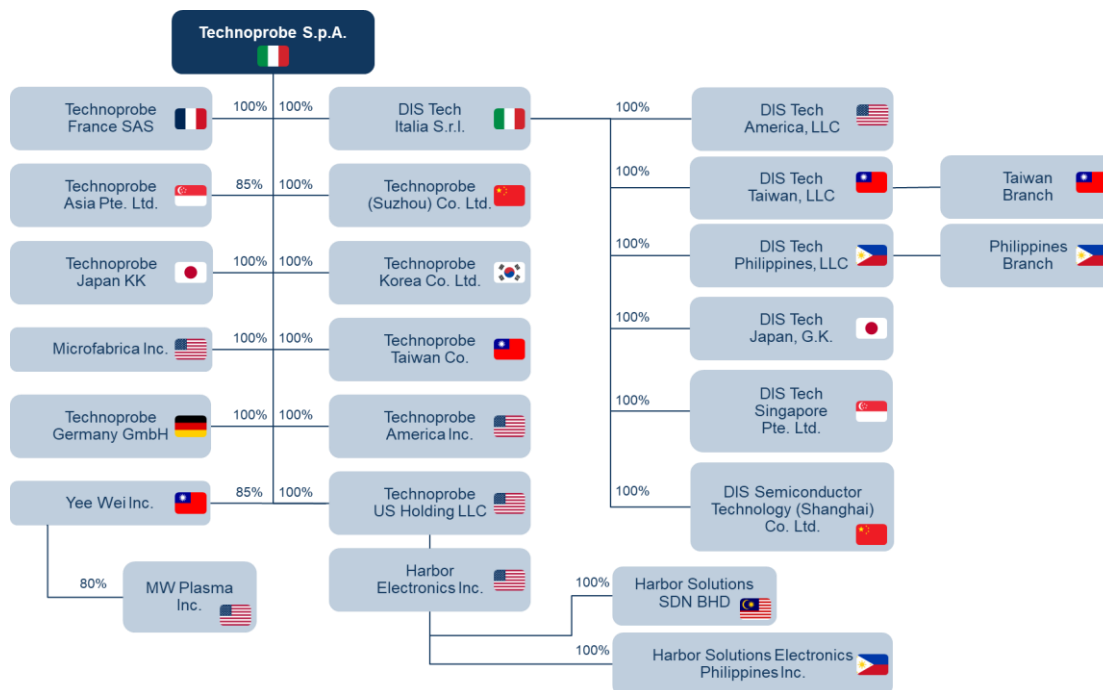 Technoprobe S.p.A.
Technoprobe
France SAS
100%
100%
DIS Tech
Italia S.r.l.
100%
DIS Tech
America, LLC
Technoprobe
Asia Pte. Ltd.
85%
100%
Technoprobe
(Suzhou) Co. Ltd.
100%
DIS Tech
Taiwan, LLC
Taiwan
Branch
Technoprobe
Japan KK
100%
100%
Technoprobe
Korea Co. Ltd.
100%
DIS Tech
Philippines, LLC
Philippines
Branch
Microfabrica Inc.
100%
100%
Technoprobe
Taiwan Co.
100%
DIS Tech
Japan, G.K.
Technoprobe
Germany GmbH
100%
100%
Technoprobe
America Inc.
100%
DIS Tech
Singapore
Pte. Ltd.
Yee Wei Inc.
85%
100%
Technoprobe
US Holding LLC
100%
DIS Semiconductor
Technology (Shanghai)
Co. Ltd.
80%
MW Plasma
Inc.
Harbor
Electronics Inc.
100%
Harbor Solutions
SDN BHD
100%
Harbor Solutions Electronics
Philippines Inc.